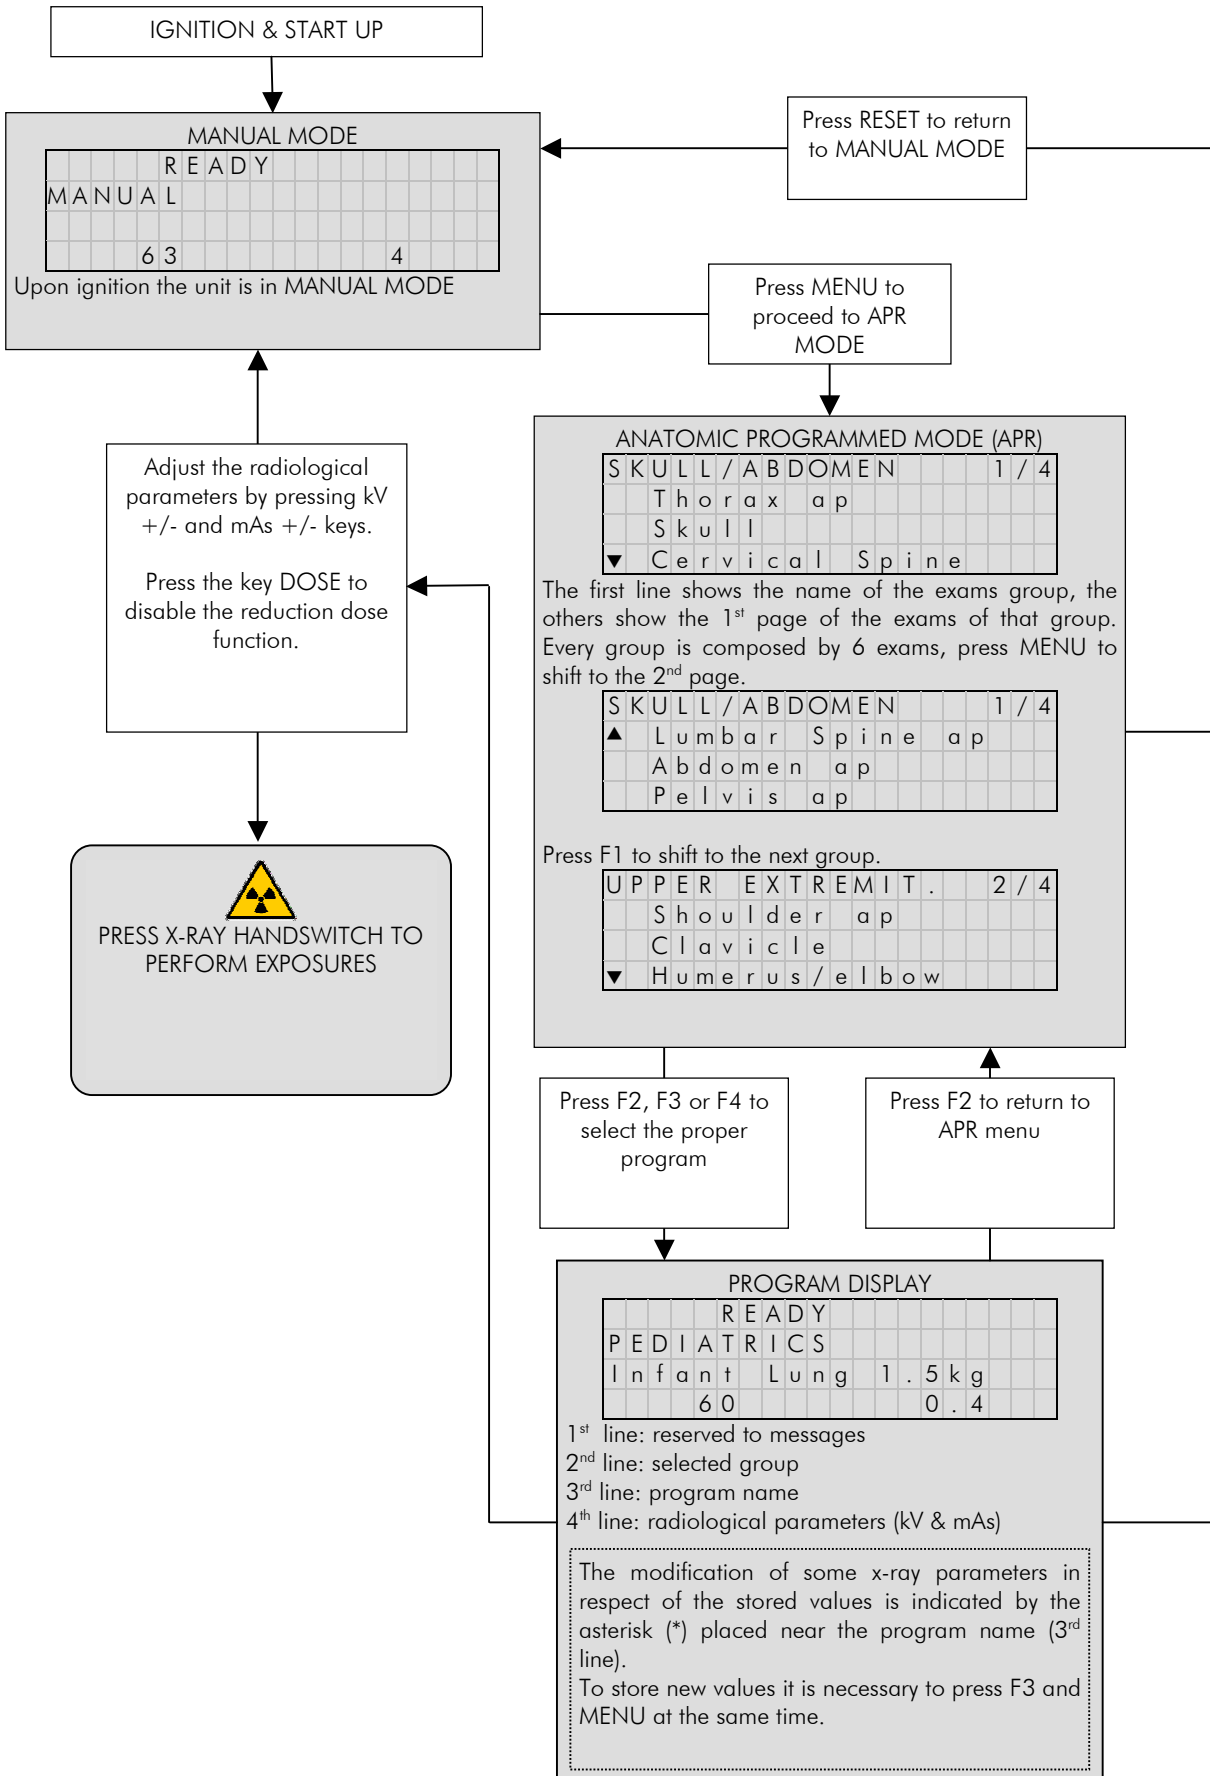 IGNITION & START UP
MANUAL MODE
READY
MANUAL
63 4
Upon ignition the unit is in MANUAL MODE
Press RESET to return
to MANUAL MODE
Press MENU to
proceed to APR
MODE
Adjust the radiological
parameters by pressing kV
+/- and mAs +/- keys.
Press the key DOSE to
disable the reduction dose
function.
PRESS X-RAY HANDSWITCH TO
PERFORM EXPOSURES
ANATOMIC PROGRAMMED MODE (APR)
SKULL/ABDOMEN 1/4
Thorax ap
Skull
▼ Cervical Spine
The first line shows the name of the exams group, the
others show the 1st page of the exams of that group.
Every group is composed by 6 exams, press MENU to
shift to the 2nd page.
SKULL/ABDOMEN 1/4
▲ Lumbar Spine ap
Abdomen ap
Pelvis ap
Press F1 to shift to the next group.
UPPER EXTREMIT. 2/4
Shoulder ap
Clavicle
▼ Humerus/elbow
Press F2, F3 or F4 to
select the proper
program
Press F2 to return to
APR menu
PROGRAM DISPLAY
READY
PEDIATRICS
Infant Lung 1.5kg
60 0.4
1st line: reserved to messages
2nd line: selected group
3rd line: program name
4th line: radiological parameters (kV & mAs)
The modification of some x-ray parameters in
respect of the stored values is indicated by the
asterisk (*) placed near the program name (3rd
line).
To store new values it is necessary to press F3 and
MENU at the same time.